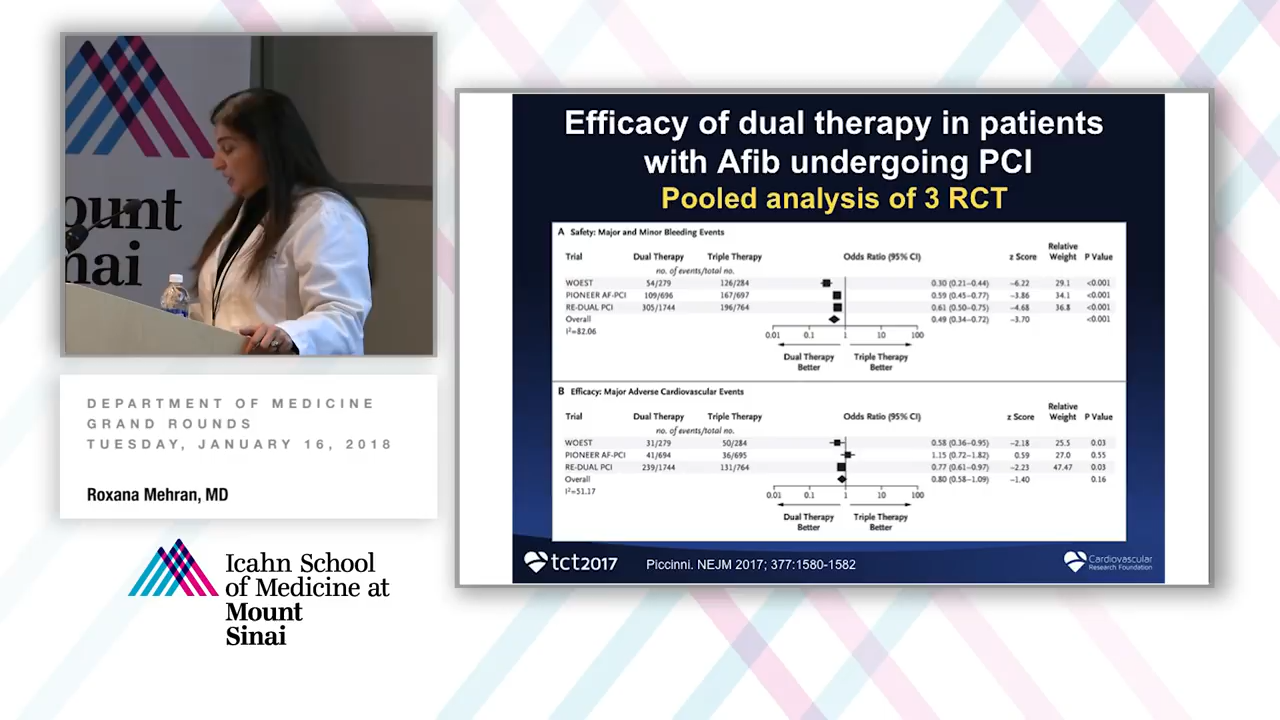 ount
nai
DEPARTMENT OF MEDICINE
GRAND ROUNDS
TUESDAY, JANUARY 16, 2018
Roxana Mehran, MD
Icahn School
of Medicine at
Mount
Sinai
Efficacy of dual therapy in patients
with Afib undergoing PCI
Pooled analysis of 3 RCT
A Safety: Major and Minor Bleeding Events
Trial Dual Therapy Triple Therapy Odds Ratio (95% CI) z Score Relative Weight P Value
no. of events/total no.
WOEST 54/279 126/284 0.30 (0.21–0.44) −6.22 29.1 <0.001
PIONEER AF-PCI 109/696 167/697 0.59 (0.45–0.77) −3.86 34.1 <0.001
RE-DUAL PCI 305/1744 196/764 0.61 (0.50–0.75) −4.68 36.8 <0.001
Overall 0.49 (0.34–0.72) −3.70 <0.001
I²=82.06
0.01 0.1 1 10 100
Dual Therapy Better Triple Therapy Better
B Efficacy: Major Adverse Cardiovascular Events
Trial Dual Therapy Triple Therapy Odds Ratio (95% CI) z Score Relative Weight P Value
no. of events/total no.
WOEST 31/279 50/284 0.58 (0.36–0.95) −2.18 25.5 0.03
PIONEER AF-PCI 41/694 36/695 1.15 (0.72–1.82) 0.59 27.0 0.55
RE-DUAL PCI 239/1744 131/764 0.77 (0.61–0.97) −2.23 47.47 0.03
Overall 0.80 (0.58–1.09) −1.40 0.16
I²=51.17
0.01 0.1 1 10 100
Dual Therapy Better Triple Therapy Better
tct2017 Piccinni. NEJM 2017; 377:1580-1582
Cardiovascular
Research Foundation